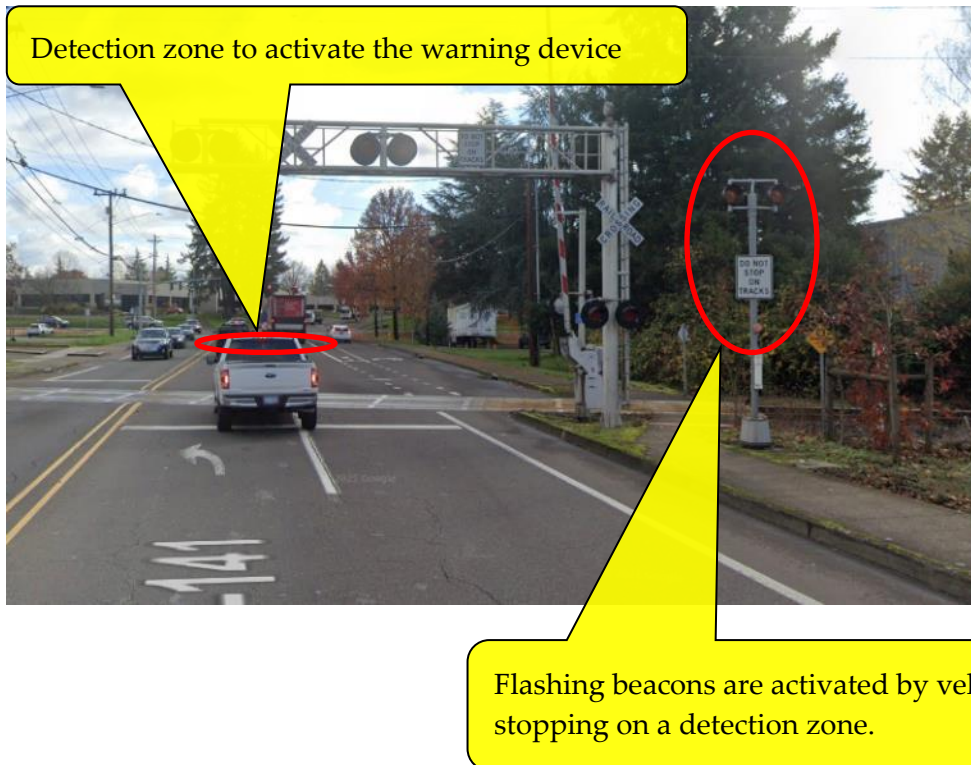 Detection zone to activate the warning device
DO NOT
STOP
ON
TRACKS
RAILROAD
CROSSING
DO NOT
STOP
ON
TRACKS
141
Flashing beacons are activated by vel
stopping on a detection zone.